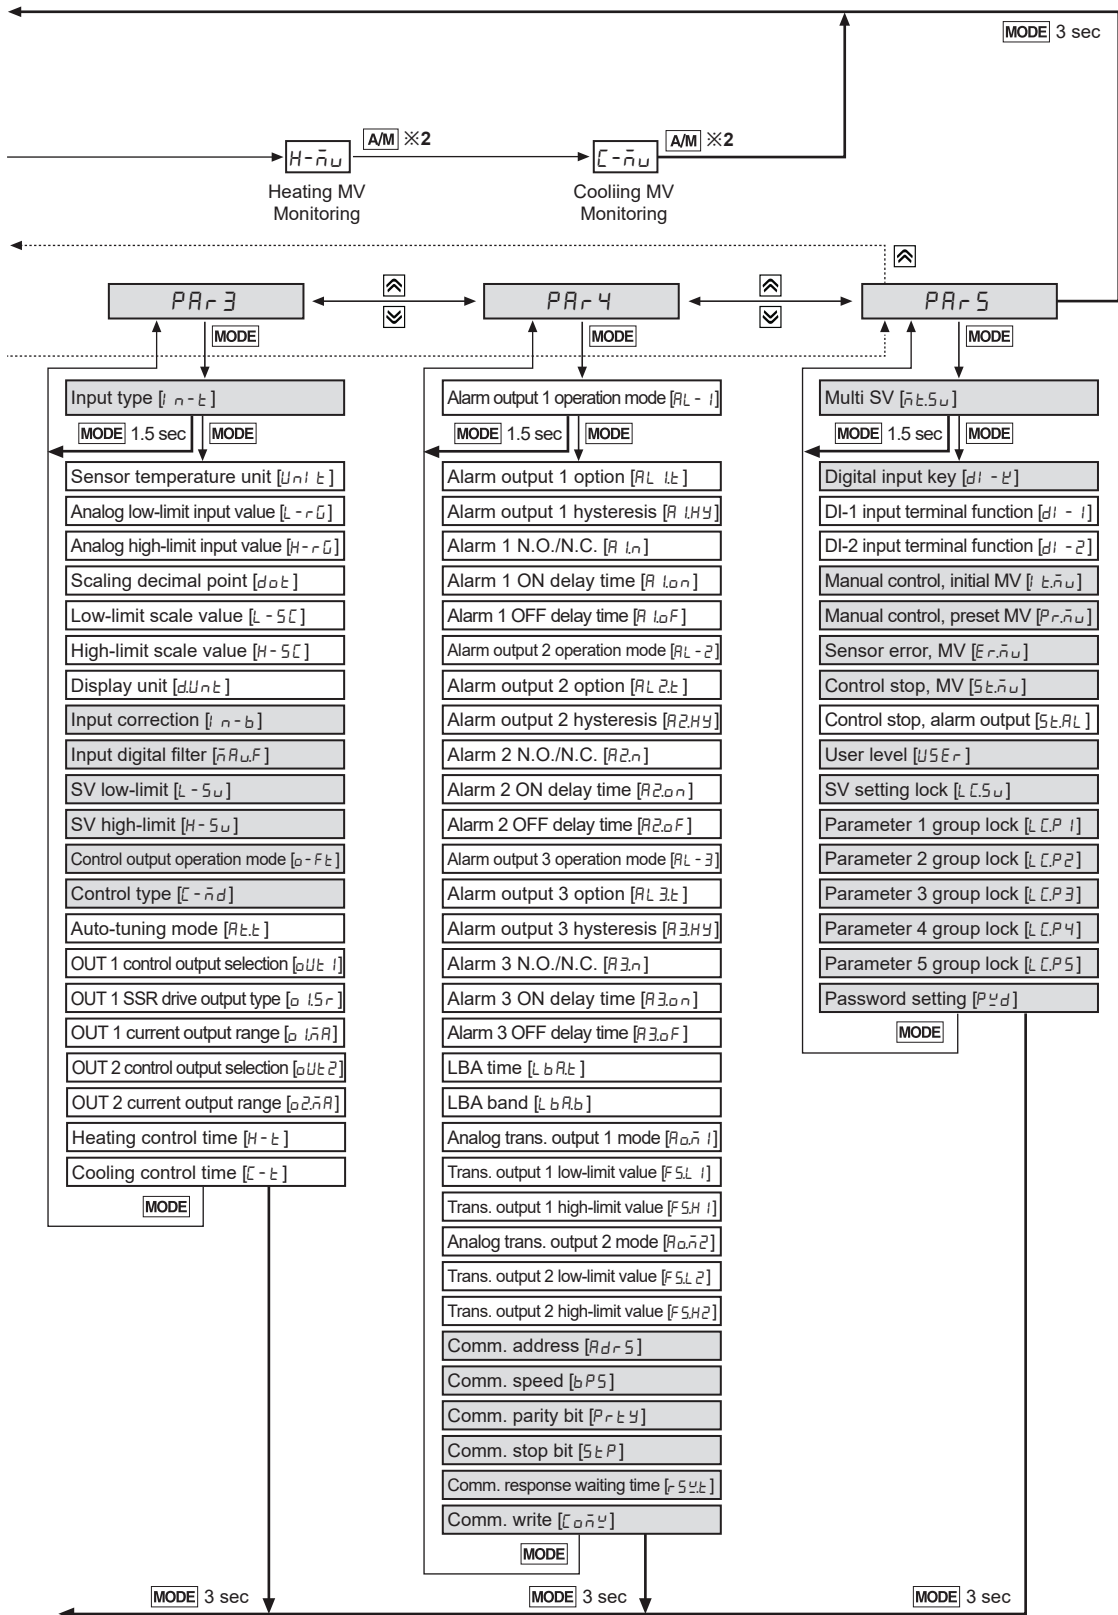 MODE 3 sec
A/M ※2
A/M ※2
H-mv
C-mv
Heating MV
Monitoring
Cooliing MV
Monitoring
PAr3
PAr4
PAr5
MODE
MODE
MODE
Input type [In-t]
MODE 1.5 sec MODE
Sensor temperature unit [UnIt]
Analog low-limit input value [L-rG]
Analog high-limit input value [H-rG]
Scaling decimal point [dot]
Low-limit scale value [L-SC]
High-limit scale value [H-SC]
Display unit [d.Unt]
Input correction [In-b]
Input digital filter [mAv.F]
SV low-limit [L-Sv]
SV high-limit [H-Sv]
Control output operation mode [o-Ft]
Control type [C-md]
Auto-tuning mode [At.t]
OUT 1 control output selection [oUt1]
OUT 1 SSR drive output type [o1.Sr]
OUT 1 current output range [o1.mA]
OUT 2 control output selection [oUt2]
OUT 2 current output range [o2.mA]
Heating control time [H-t]
Cooling control time [C-t]
MODE
MODE 3 sec
Alarm output 1 operation mode [AL-1]
MODE 1.5 sec MODE
Alarm output 1 option [AL1.t]
Alarm output 1 hysteresis [A1.HY]
Alarm 1 N.O./N.C. [A1.n]
Alarm 1 ON delay time [A1.on]
Alarm 1 OFF delay time [A1.oF]
Alarm output 2 operation mode [AL-2]
Alarm output 2 option [AL2.t]
Alarm output 2 hysteresis [A2.HY]
Alarm 2 N.O./N.C. [A2.n]
Alarm 2 ON delay time [A2.on]
Alarm 2 OFF delay time [A2.oF]
Alarm output 3 operation mode [AL-3]
Alarm output 3 option [AL3.t]
Alarm output 3 hysteresis [A3.HY]
Alarm 3 N.O./N.C. [A3.n]
Alarm 3 ON delay time [A3.on]
Alarm 3 OFF delay time [A3.oF]
LBA time [LbA.t]
LBA band [LbA.b]
Analog trans. output 1 mode [Ao.m1]
Trans. output 1 low-limit value [FS.L1]
Trans. output 1 high-limit value [FS.H1]
Analog trans. output 2 mode [Ao.m2]
Trans. output 2 low-limit value [FS.L2]
Trans. output 2 high-limit value [FS.H2]
Comm. address [AdrS]
Comm. speed [bPS]
Comm. parity bit [PrtY]
Comm. stop bit [StP]
Comm. response waiting time [rSW.t]
Comm. write [ComW]
MODE
MODE 3 sec
Multi SV [mt.Sv]
MODE 1.5 sec MODE
Digital input key [dI-K]
DI-1 input terminal function [dI-1]
DI-2 input terminal function [dI-2]
Manual control, initial MV [It.mv]
Manual control, preset MV [Pr.mv]
Sensor error, MV [Er.mv]
Control stop, MV [St.mv]
Control stop, alarm output [St.AL]
User level [USEr]
SV setting lock [LC.Sv]
Parameter 1 group lock [LC.P1]
Parameter 2 group lock [LC.P2]
Parameter 3 group lock [LC.P3]
Parameter 4 group lock [LC.P4]
Parameter 5 group lock [LC.P5]
Password setting [PWd]
MODE
MODE 3 sec